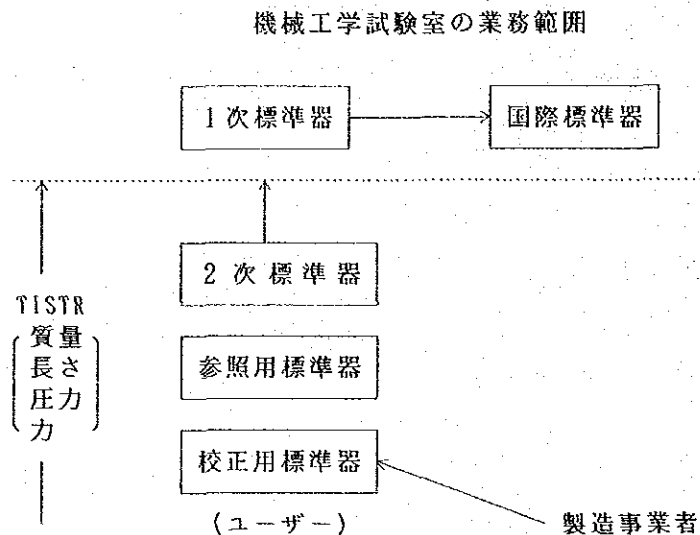 機械工学試験室の業務範囲
1次標準器
国際標準器
2次標準器
TISTR
質量
長さ
圧力
力
参照用標準器
校正用標準器
(ユーザー)
製造事業者